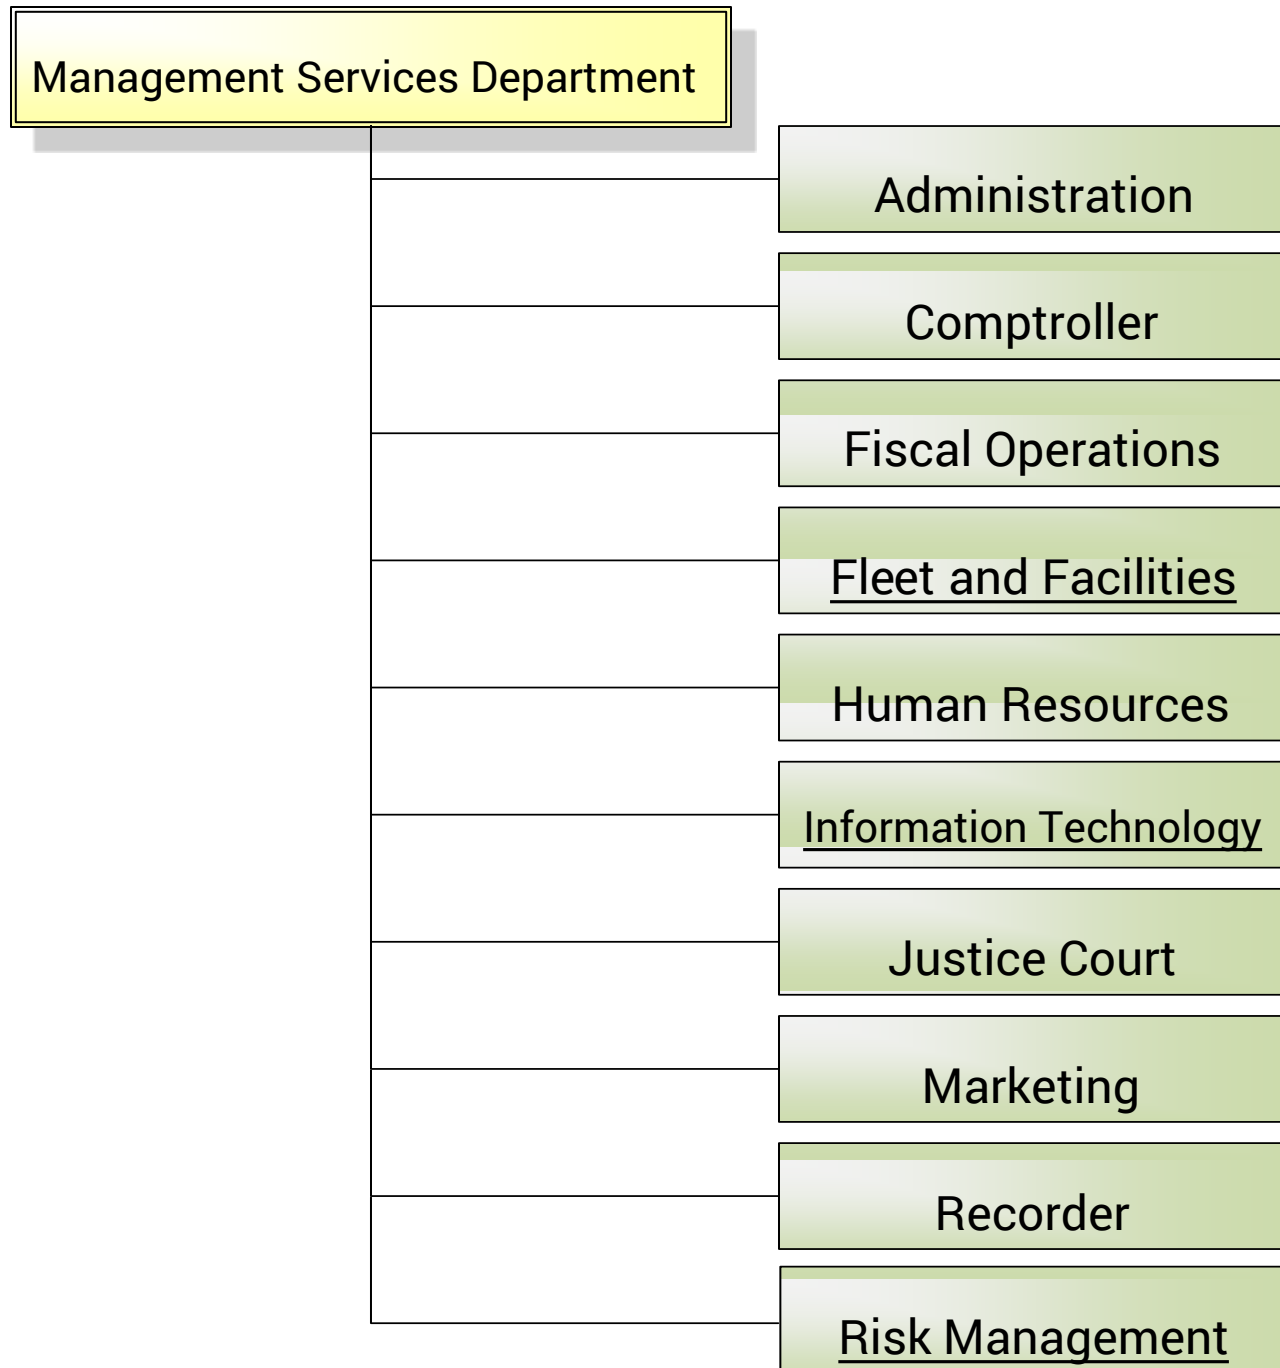 Management Services Department
Administration
Comptroller
Fiscal Operations
Fleet and Facilities
Human Resources
Information Technology
Justice Court
Marketing
Recorder
Risk Management